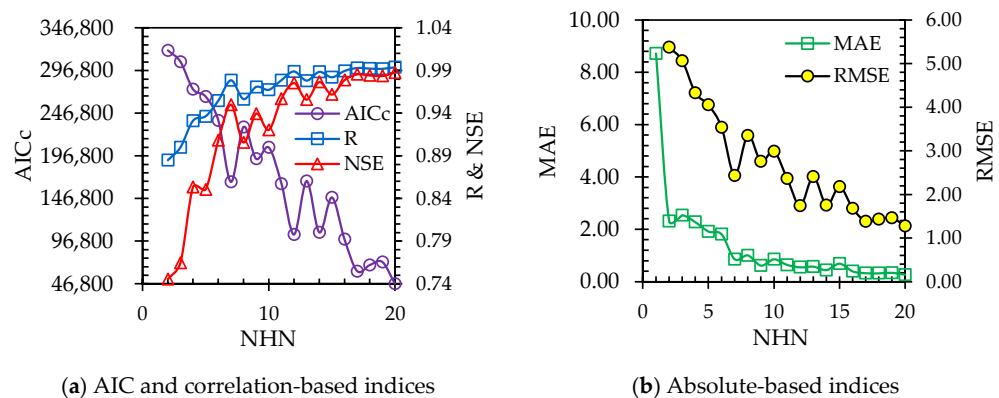 346,800
296,800
246,800
196,800
146,800
96,800
46,800
AICc
1.04
0.99
0.94
0.89
0.84
0.79
0.74
R & NSE
AICc
R
NSE
0
10
20
NHN
(a) AIC and correlation-based indices
10.00
8.00
6.00
4.00
2.00
0.00
MAE
6.00
5.00
4.00
3.00
2.00
1.00
0.00
RMSE
MAE
RMSE
0
5
10
15
20
NHN
(b) Absolute-based indices